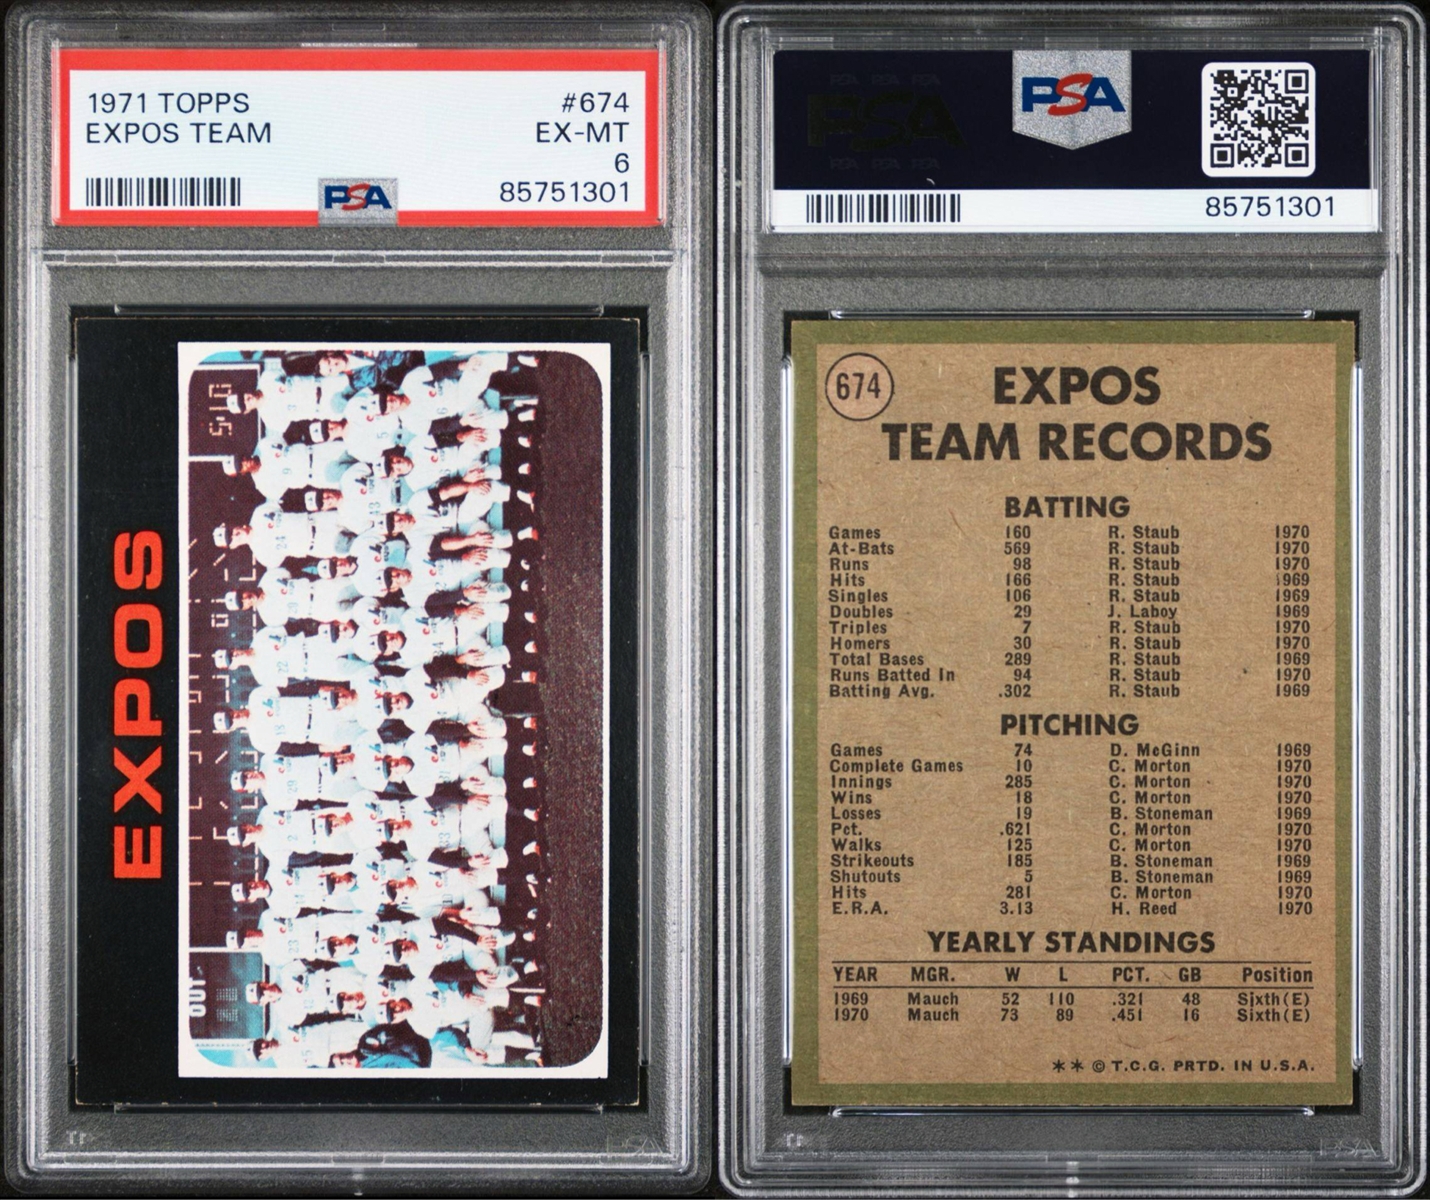 1971 TOPPS #674
EXPOS TEAM EX-MT
6
PSA 85751301
EXPOS
PSA
85751301
674
EXPOS
TEAM RECORDS
BATTING
Games 160 R. Staub 1970
At-Bats 569 R. Staub 1970
Runs 98 R. Staub 1970
Hits 166 R. Staub 1969
Singles 106 R. Staub 1969
Doubles 29 J. Laboy 1969
Triples 7 R. Staub 1970
Homers 30 R. Staub 1970
Total Bases 289 R. Staub 1969
Runs Batted In 94 R. Staub 1970
Batting Avg. .302 R. Staub 1969
PITCHING
Games 74 D. McGinn 1969
Complete Games 10 C. Morton 1970
Innings 285 C. Morton 1970
Wins 18 C. Morton 1970
Losses 19 B. Stoneman 1969
Pct. .621 C. Morton 1970
Walks 125 C. Morton 1970
Strikeouts 185 B. Stoneman 1969
Shutouts 5 B. Stoneman 1969
Hits 281 C. Morton 1970
E.R.A. 3.13 H. Reed 1970
YEARLY STANDINGS
YEAR MGR. W L PCT. GB Position
1969 Mauch 52 110 .321 48 Sixth(E)
1970 Mauch 73 89 .451 16 Sixth(E)
** © T.C.G. PRTD. IN U.S.A.
PSA